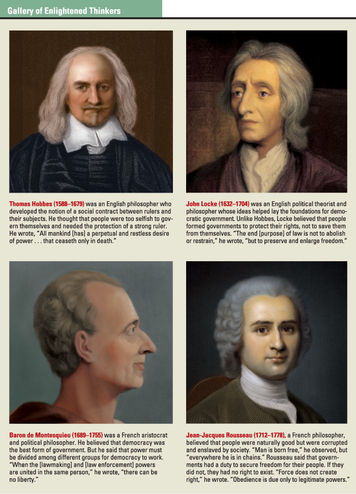 Gallery of Enlightened Thinkers
Thomas Hobbes (1588–1679) was an English philosopher who
developed the notion of a social contract between rulers and
their subjects. He thought that people were too selfish to gov-
ern themselves and needed the protection of a strong ruler.
He wrote, “All mankind [has] a perpetual and restless desire
of power . . . that ceaseth only in death.”
John Locke (1632–1704) was an English political theorist and
philosopher whose ideas helped lay the foundations for demo-
cratic government. Unlike Hobbes, Locke believed that people
formed governments to protect their rights, not to save them
from themselves. “The end [purpose] of law is not to abolish
or restrain,” he wrote, “but to preserve and enlarge freedom.”
Baron de Montesquieu (1689–1755) was a French aristocrat
and political philosopher. He believed that democracy was
the best form of government. But he said that power must
be divided among different groups for democracy to work.
“When the [lawmaking] and [law enforcement] powers
are united in the same person,” he wrote, “there can be
no liberty.”
Jean-Jacques Rousseau (1712–1778), a French philosopher,
believed that people were naturally good but were corrupted
and enslaved by society. “Man is born free,” he observed, but
“everywhere he is in chains.” Rousseau said that govern-
ments had a duty to secure freedom for their people. If they
did not, they had no right to exist. “Force does not create
right,” he wrote. “Obedience is due only to legitimate powers.”